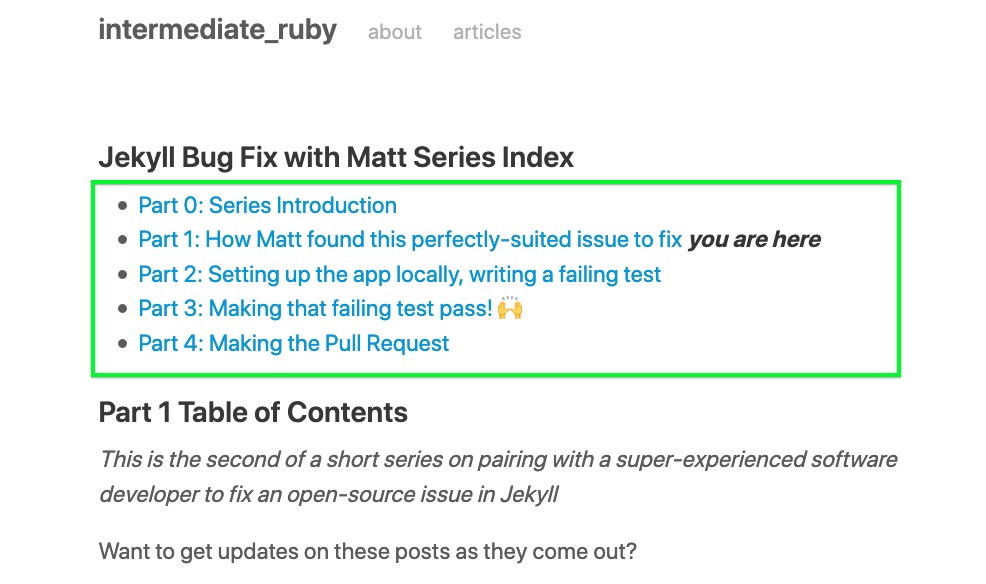 intermediate_ruby about articles
Jekyll Bug Fix with Matt Series Index
Part 0: Series Introduction
Part 1: How Matt found this perfectly-suited issue to fix you are here
Part 2: Setting up the app locally, writing a failing test
Part 3: Making that failing test pass! 🙌
Part 4: Making the Pull Request
Part 1 Table of Contents
This is the second of a short series on pairing with a super-experienced software
developer to fix an open-source issue in Jekyll
Want to get updates on these posts as they come out?